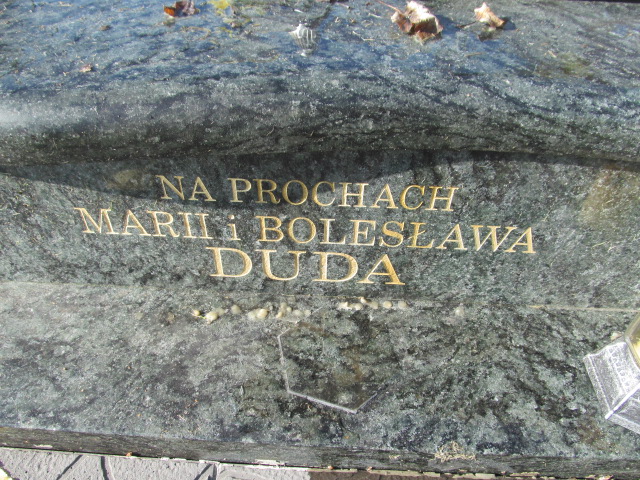 NA PROCHACH
MARII i BOLESŁAWA
DUDA